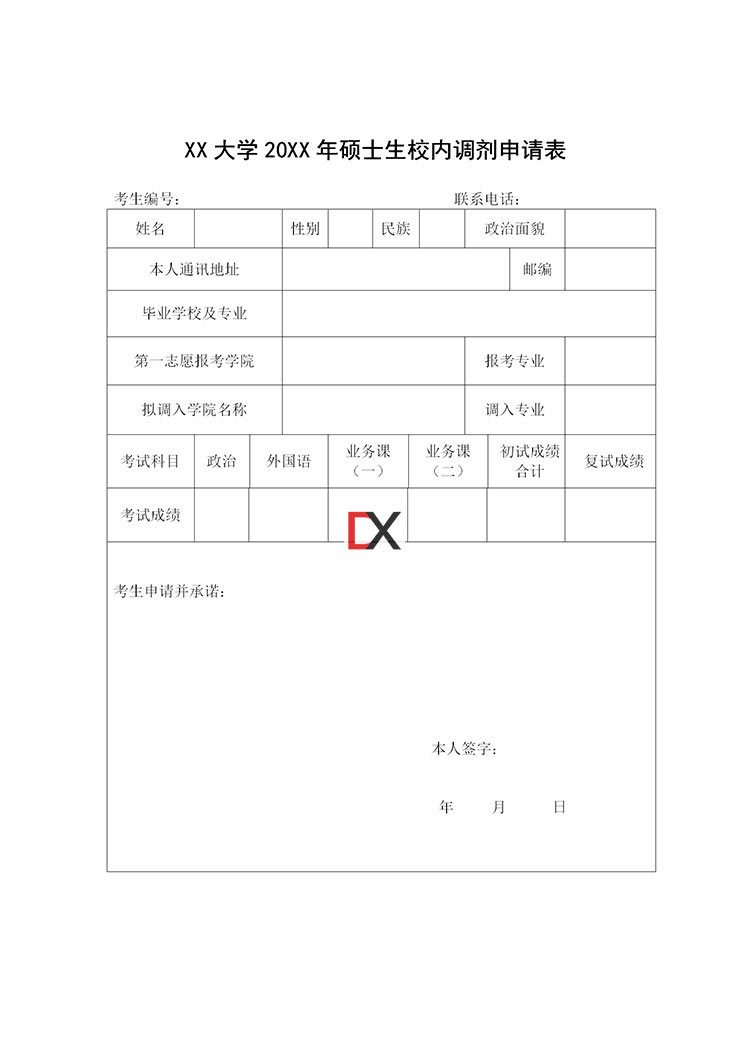 XX 大学 20XX 年硕士生校内调剂申请表
考生编号： 联系电话：
姓名 性别 民族 政治面貌
本人通讯地址 邮编
毕业学校及专业
第一志愿报考学院 报考专业
拟调入学院名称 调入专业
考试科目 政治 外国语 业务课（一） 业务课（二） 初试成绩合计 复试成绩
考试成绩
DX
考生申请并承诺：
本人签字：
年 月 日